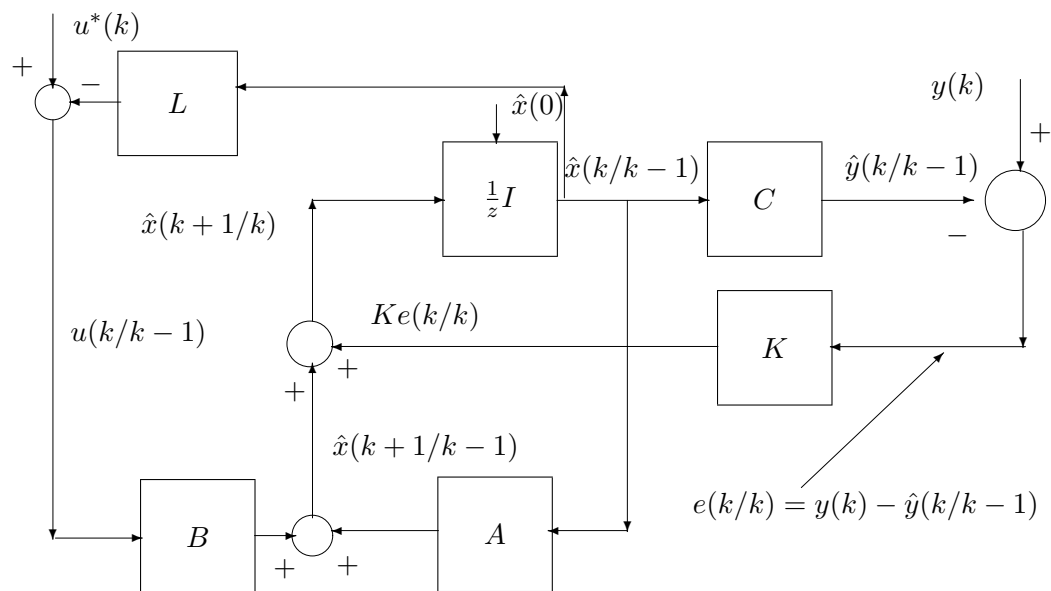 u*(k)
+
−
L
x̂(0)
y(k)
+
x̂(k/k − 1)
ŷ(k/k − 1)
1/z I
C
x̂(k + 1/k)
−
Ke(k/k)
u(k/k − 1)
K
+
+
x̂(k + 1/k − 1)
e(k/k) = y(k) − ŷ(k/k − 1)
B
A
+
+